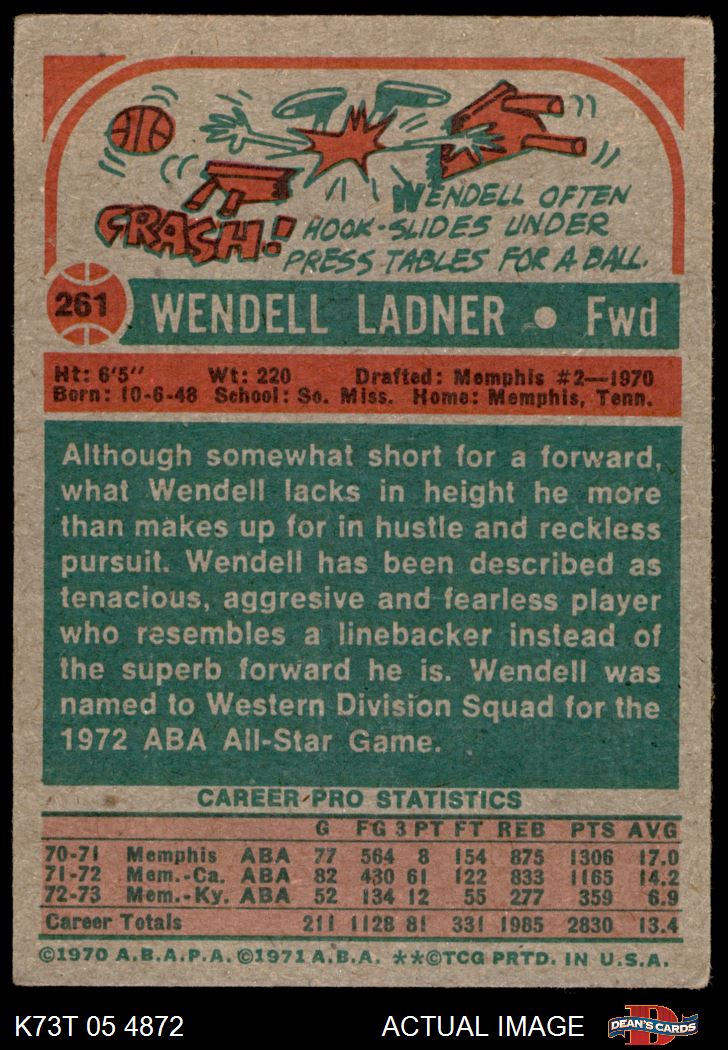 CRASH!
WENDELL OFTEN
HOOK-SLIDES UNDER
PRESS TABLES FOR A BALL.
261 WENDELL LADNER • Fwd
Ht: 6'5" Wt: 220 Drafted: Memphis #2—1970
Born: 10-6-48 School: So. Miss. Home: Memphis, Tenn.
Although somewhat short for a forward,
what Wendell lacks in height he more
than makes up for in hustle and reckless
pursuit. Wendell has been described as
tenacious, aggresive and fearless player
who resembles a linebacker instead of
the superb forward he is. Wendell was
named to Western Division Squad for the
1972 ABA All-Star Game.
CAREER PRO STATISTICS
G FG 3 PT FT REB PTS AVG
70-71 Memphis ABA 77 564 8 154 875 1306 17.0
71-72 Mem.-Ca. ABA 82 430 61 122 833 1165 14.2
72-73 Mem.-Ky. ABA 52 134 12 55 277 359 6.9
Career Totals 211 1128 81 331 1985 2830 13.4
©1970 A.B.A.P.A. ©1971 A.B.A. **©TCG PRTD. IN U.S.A.
K73T 05 4872 ACTUAL IMAGE DEAN'S CARDS